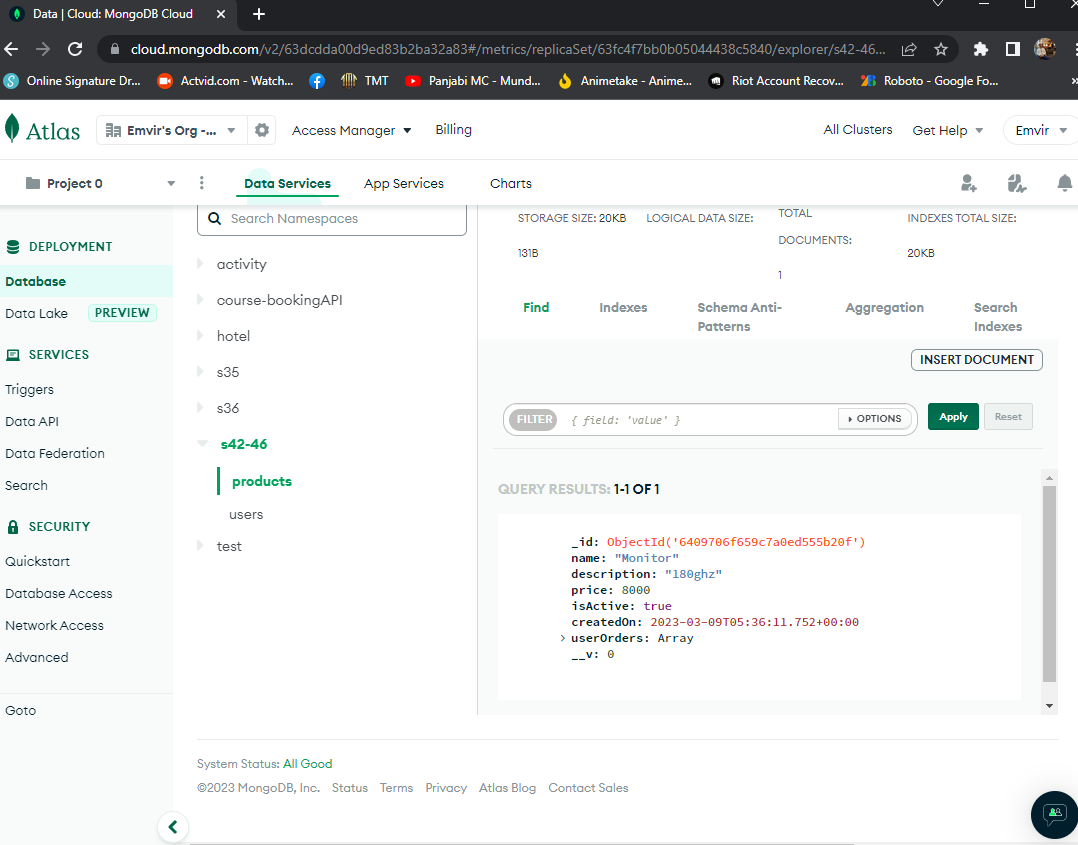 Data | Cloud: MongoDB Cloud
cloud.mongodb.com/v2/63dcdda00d9ed83b2ba32a83#/metrics/replicaSet/63fc4f7bb0b05044438c5840/explorer/s42-46...
Online Signature Dr... Actvid.com - Watch... TMT Panjabi MC - Mund... Animetake - Anime... Riot Account Recov... Roboto - Google Fo... »
Atlas Emvir's Org -... Access Manager Billing All Clusters Get Help Emvir
Project 0 Data Services App Services Charts
DEPLOYMENT
Database
Data Lake PREVIEW
SERVICES
Triggers
Data API
Data Federation
Search
SECURITY
Quickstart
Database Access
Network Access
Advanced
Goto
Search Namespaces
activity
course-bookingAPI
hotel
s35
s36
s42-46
products
users
test
STORAGE SIZE: 20KB LOGICAL DATA SIZE: 131B TOTAL DOCUMENTS: 1 INDEXES TOTAL SIZE: 20KB
Find Indexes Schema Anti-Patterns Aggregation Search Indexes
INSERT DOCUMENT
FILTER { field: 'value' } OPTIONS Apply Reset
QUERY RESULTS: 1-1 OF 1
_id: ObjectId('6409706f659c7a0ed555b20f')
name: "Monitor"
description: "180ghz"
price: 8000
isActive: true
createdOn: 2023-03-09T05:36:11.752+00:00
userOrders: Array
__v: 0
System Status: All Good
©2023 MongoDB, Inc. Status Terms Privacy Atlas Blog Contact Sales